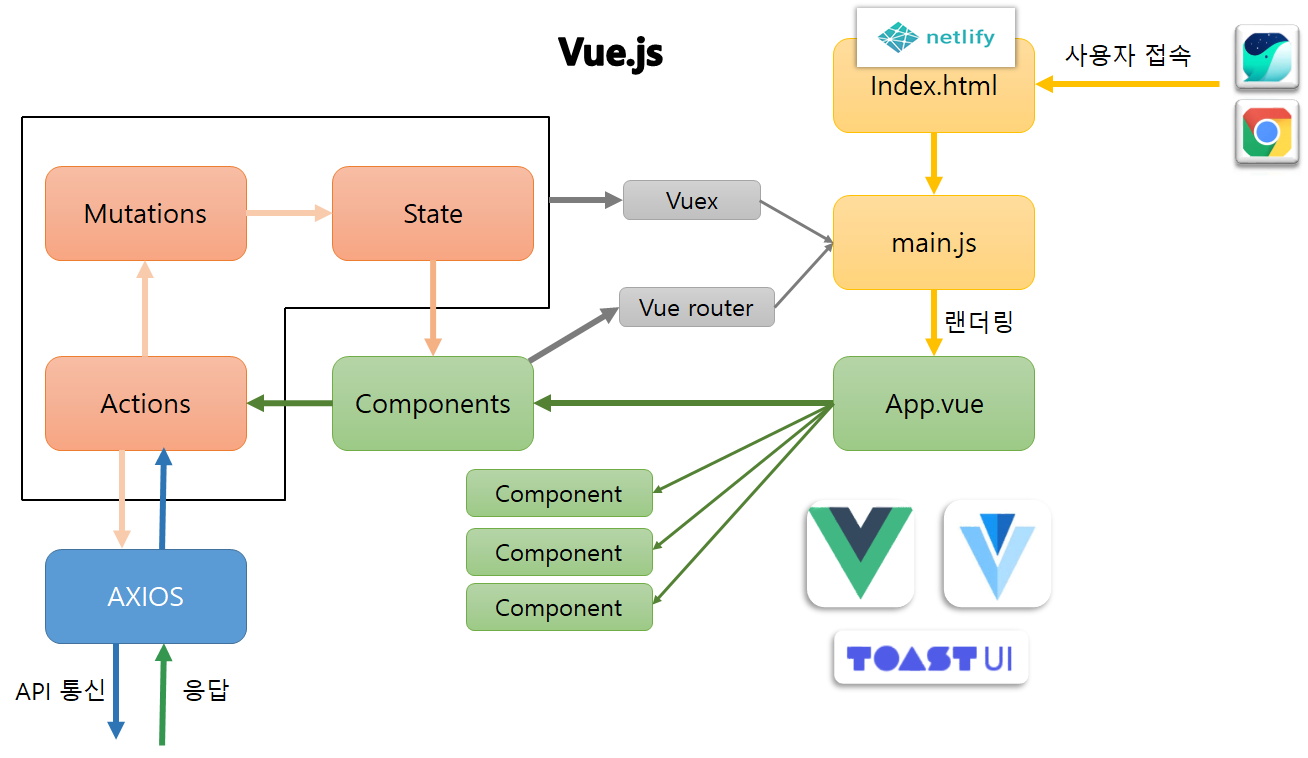 Vue.js
netlify
Index.html
사용자 접속
Mutations
State
Vuex
main.js
Vue router
랜더링
Actions
Components
App.vue
Component
Component
Component
AXIOS
TOAST UI
API 통신
응답